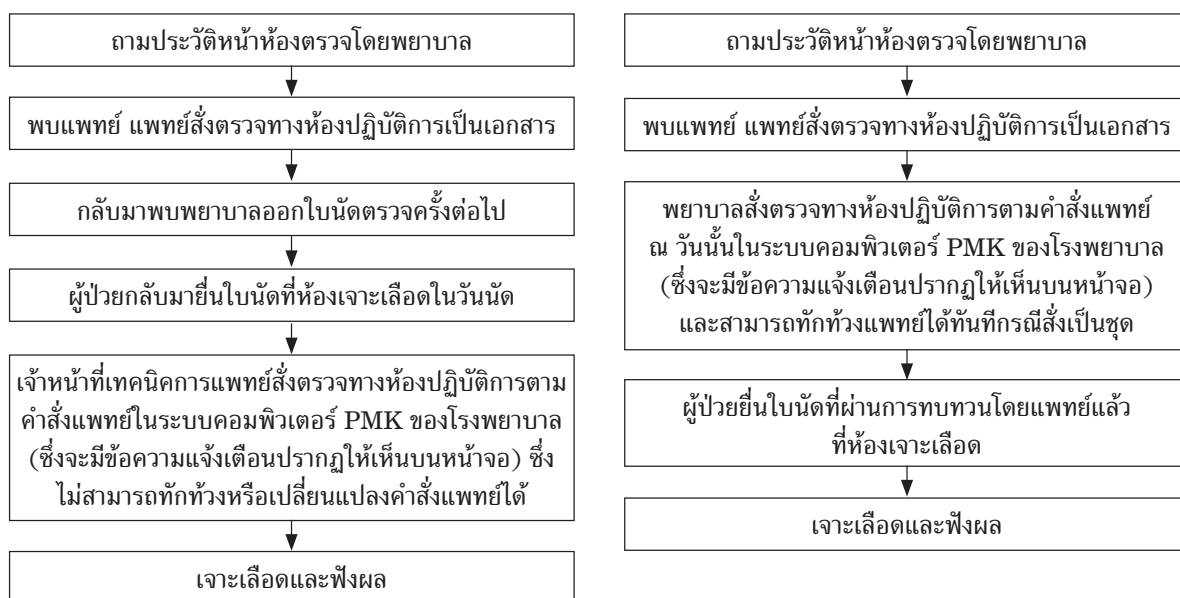 ถามประวัติหน้าห้องตรวจโดยพยาบาล
พบแพทย์ แพทย์สั่งตรวจทางห้องปฏิบัติการเป็นเอกสาร
กลับมาพบพยาบาลออกใบนัดตรวจครั้งต่อไป
ผู้ป่วยกลับมายื่นใบนัดที่ห้องเจาะเลือดในวันนัด
เจ้าหน้าที่เทคนิคการแพทย์สั่งตรวจทางห้องปฏิบัติการตาม
คำสั่งแพทย์ในระบบคอมพิวเตอร์ PMK ของโรงพยาบาล
(ซึ่งจะมีข้อความแจ้งเตือนปรากฏให้เห็นบนหน้าจอ) ซึ่ง
ไม่สามารถทักท้วงหรือเปลี่ยนแปลงคำสั่งแพทย์ได้
เจาะเลือดและฟังผล
ถามประวัติหน้าห้องตรวจโดยพยาบาล
พบแพทย์ แพทย์สั่งตรวจทางห้องปฏิบัติการเป็นเอกสาร
พยาบาลสั่งตรวจทางห้องปฏิบัติการตามคำสั่งแพทย์
ณ วันนั้นในระบบคอมพิวเตอร์ PMK ของโรงพยาบาล
(ซึ่งจะมีข้อความแจ้งเตือนปรากฏให้เห็นบนหน้าจอ)
และสามารถทักท้วงแพทย์ได้ทันทีกรณีสั่งเป็นชุด
ผู้ป่วยยื่นใบนัดที่ผ่านการทบทวนโดยแพทย์แล้ว
ที่ห้องเจาะเลือด
เจาะเลือดและฟังผล